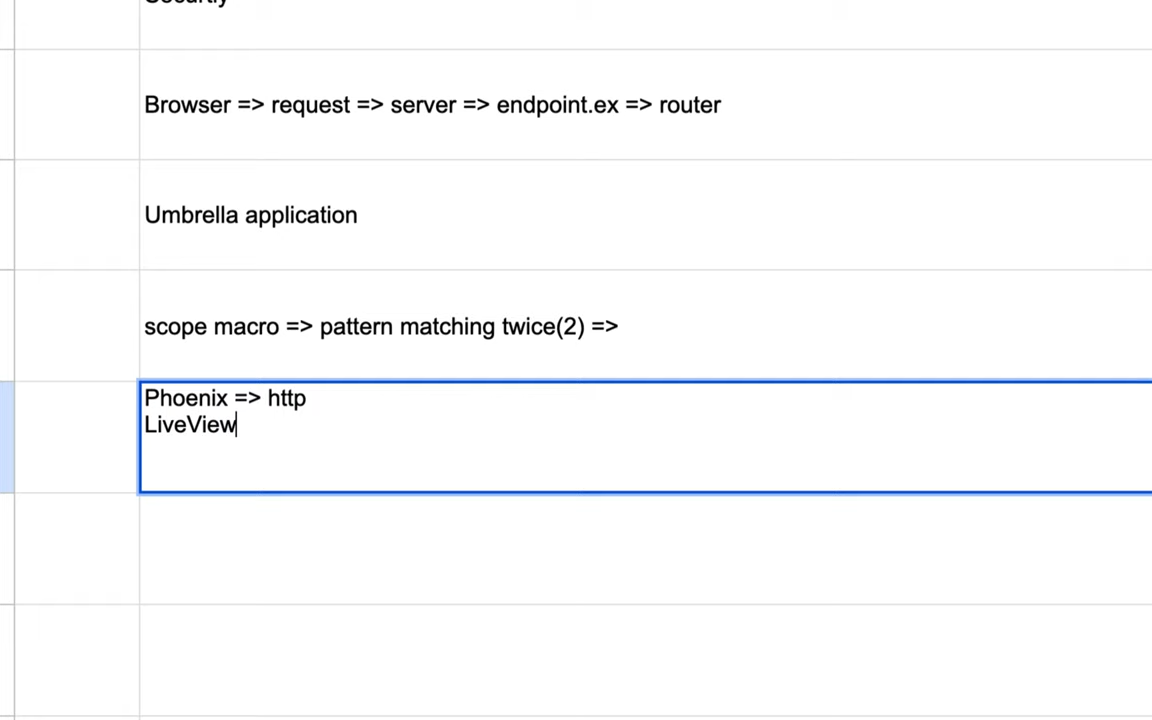 Browser => request => server => endpoint.ex => router
Umbrella application
scope macro => pattern matching twice(2) =>
Phoenix => http
LiveView